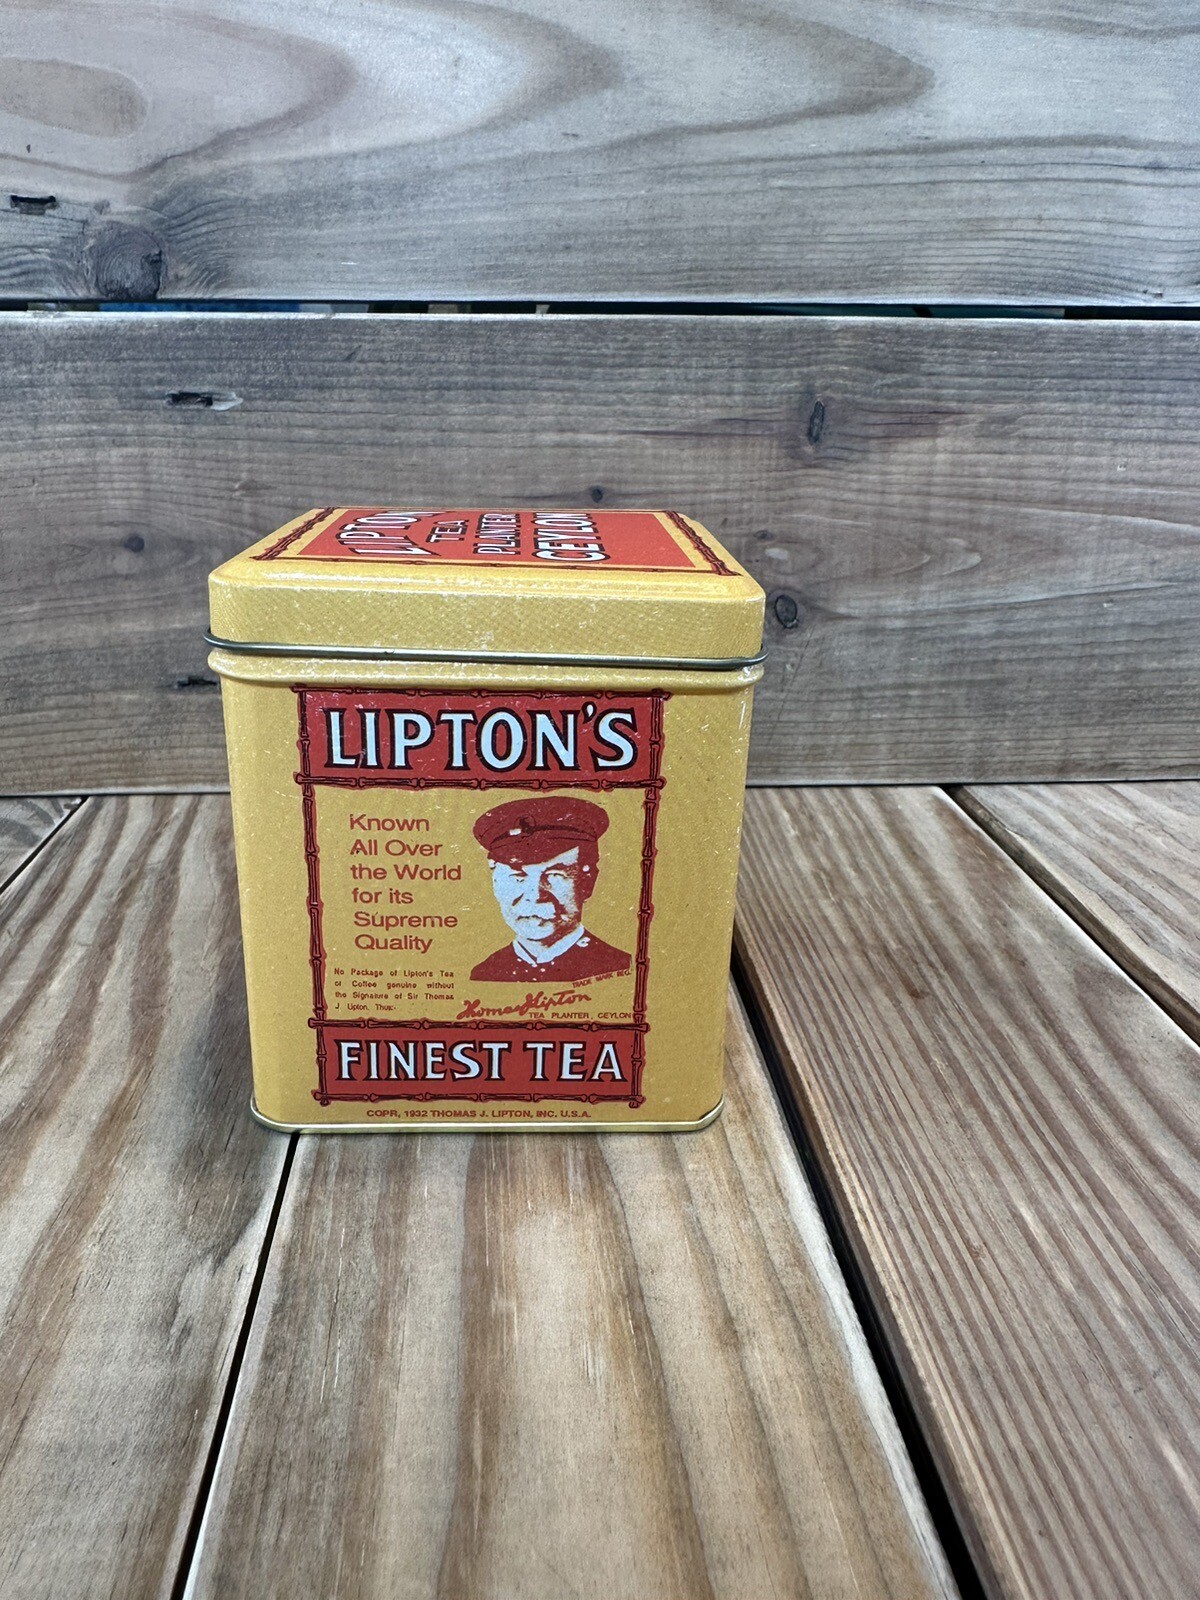 LIPTON
TEA
PLANTER
CEYLON
LIPTON'S
Known
All Over
the World
for its
Supreme
Quality
No Package of Lipton's Tea
or Coffee genuine without
the Signature of Sir Thomas
J. Lipton, Thus:-
TRADE MARK REG.
Thomas J Lipton
TEA PLANTER, CEYLON
FINEST TEA
COPR, 1932 THOMAS J. LIPTON, INC. U.S.A.